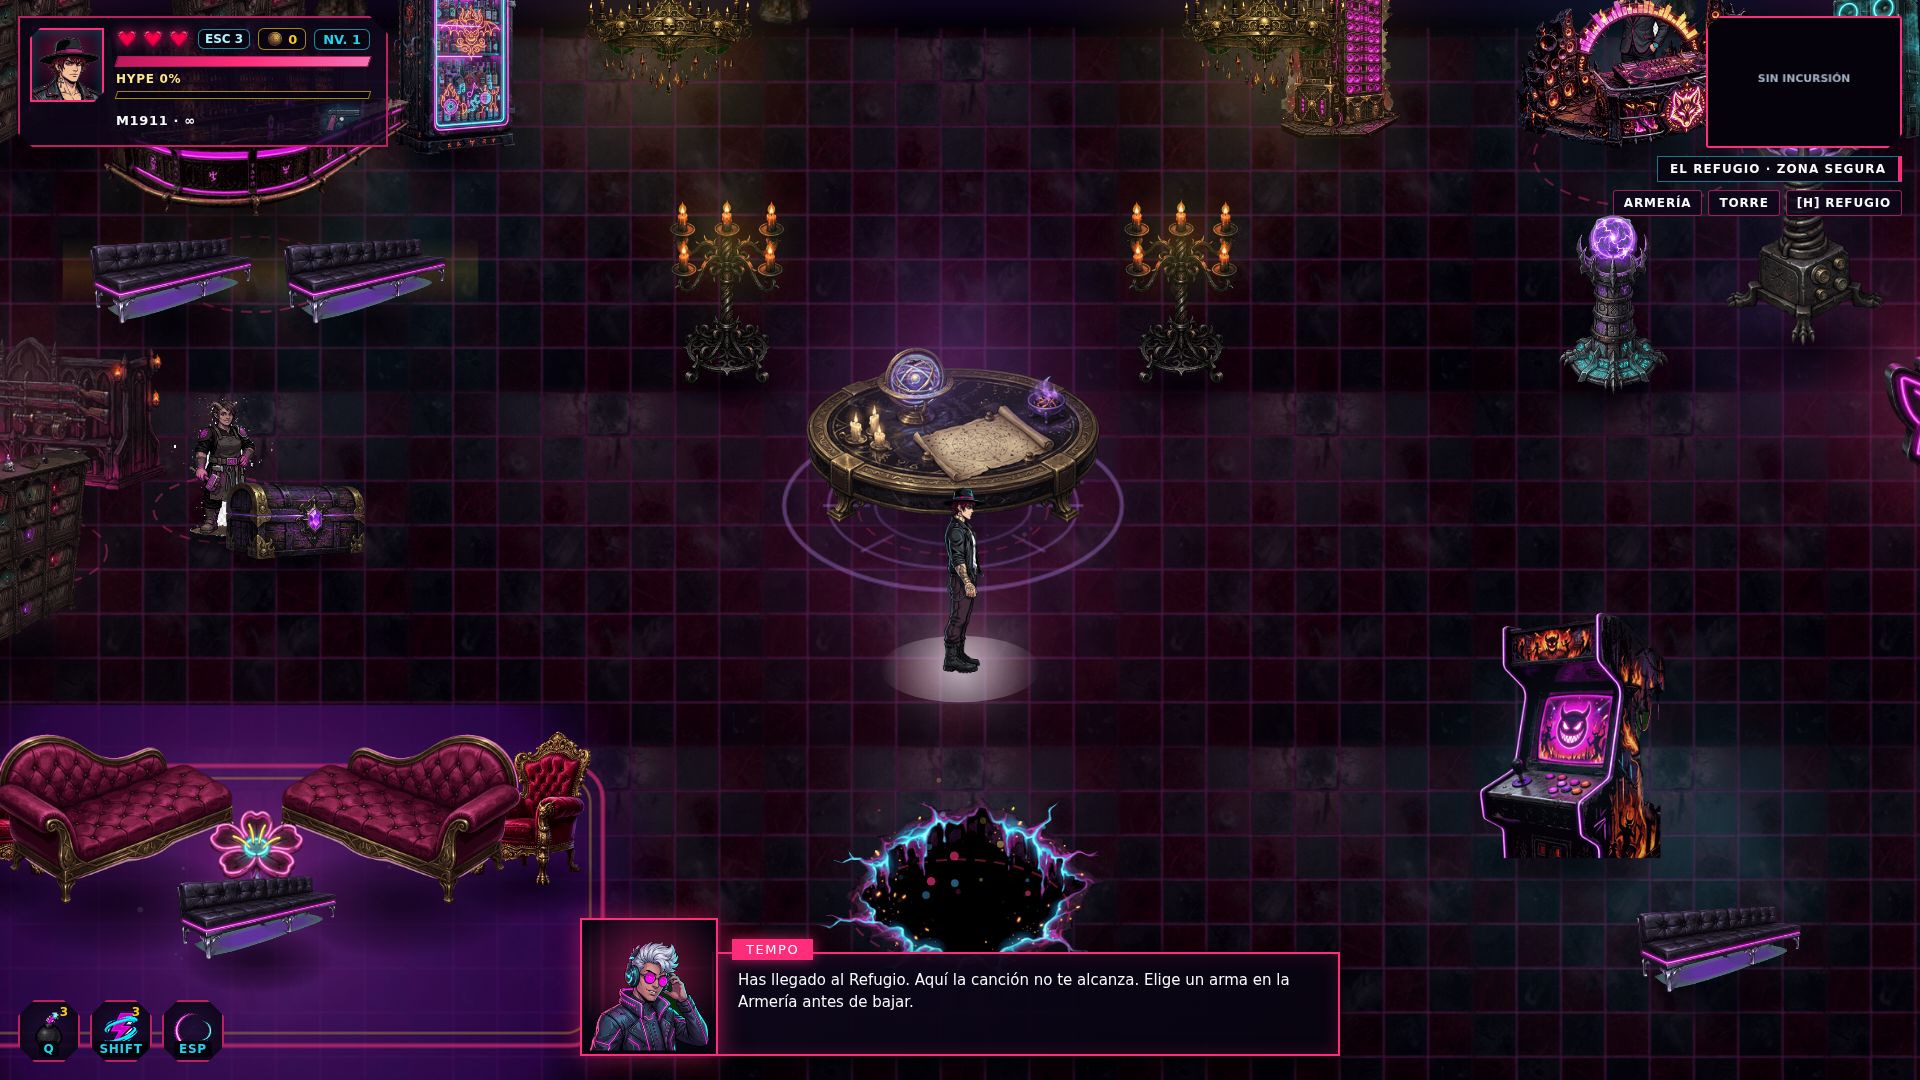 ESC 3
0
NV. 1
HYPE 0%
M1911 · ∞
SIN INCURSIÓN
EL REFUGIO · ZONA SEGURA
ARMERÍA
TORRE
[H] REFUGIO
TEMPO
Has llegado al Refugio. Aquí la canción no te alcanza. Elige un arma en la
Armería antes de bajar.
3
Q
3
SHIFT
ESP